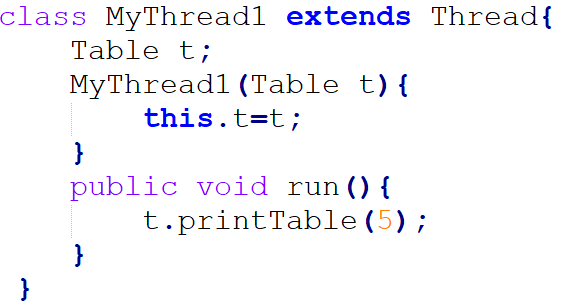 class MyThread1 extends Thread{
Table t;
MyThread1(Table t){
this.t=t;
}
public void run(){
t.printTable(5);
}
}